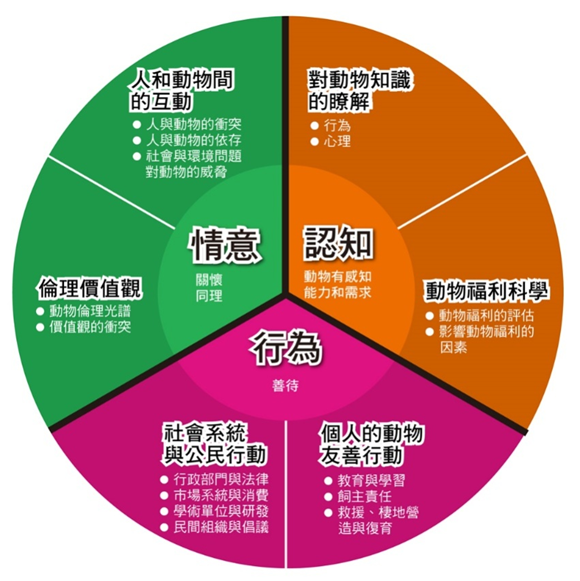 人和動物間
的互動
● 人與動物的衝突
● 人與動物的依存
● 社會與環境問題
對動物的威脅
對動物知識
的瞭解
● 行為
● 心理
情意
關懷
同理
認知
動物有感知
能力和需求
倫理價值觀
● 動物倫理光譜
● 價值觀的衝突
動物福利科學
● 動物福利的評估
● 影響動物福利的
因素
行為
善待
社會系統
與公民行動
● 行政部門與法律
● 市場系統與消費
● 學術單位與研發
● 民間組織與倡議
個人的動物
友善行動
● 教育與學習
● 飼主責任
● 救援、棲地營
造與復育